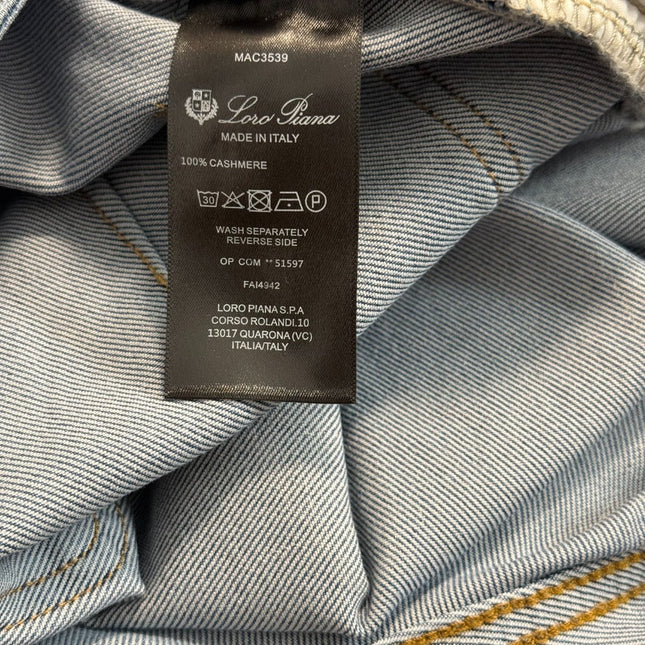 MAC3539
Loro Piana
MADE IN ITALY
100% CASHMERE
30 P
WASH SEPARATELY
REVERSE SIDE
OP COM **51597
FAI4942
LORO PIANA S.P.A
CORSO ROLANDI.10
13017 QUARONA (VC)
ITALIA/ITALY